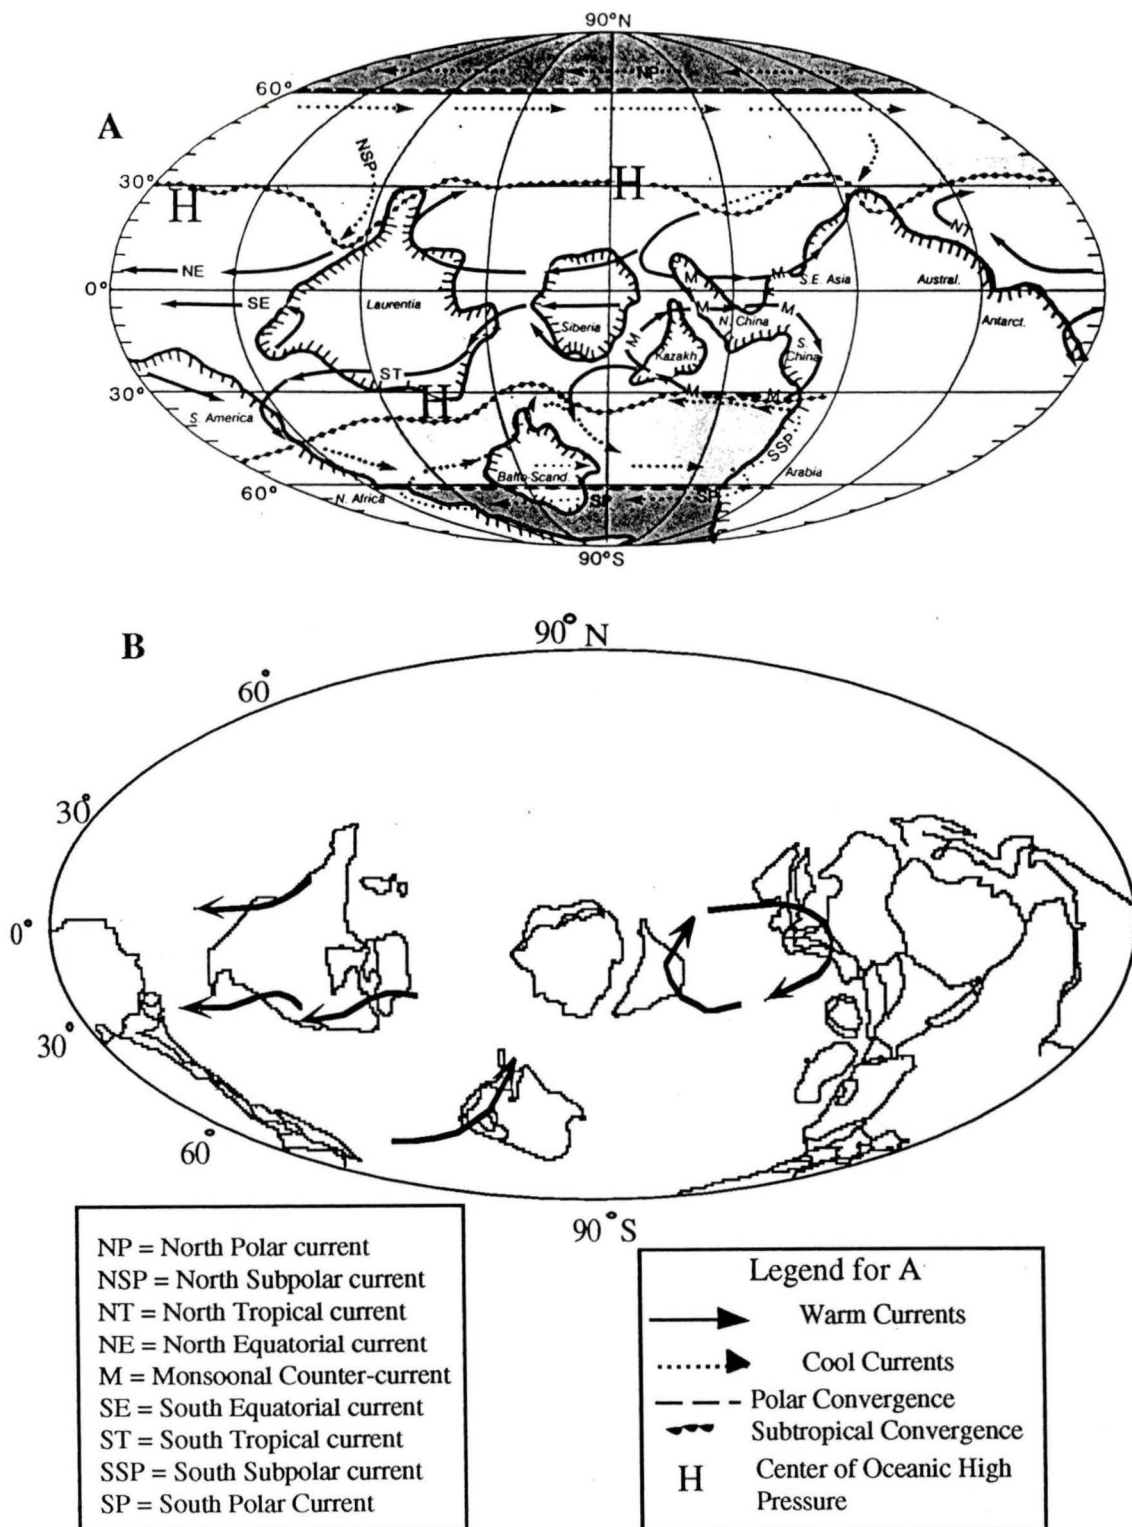 90°N
NP
60°
A
NSP
30°
H
H
NT
NE
M
M
S.E. Asia
Austral.
0°
SE
Laurentia
M
M
Siberia
N. China
Antarct.
M
Kazakh.
S. China
ST
30°
H
M
M
S. America
SSP
Balto-Scand.
Arabia
60°
N. Africa
SP
SP
90°S
B
90° N
60°
30°
0°
30°
60°
90° S
NP = North Polar current
NSP = North Subpolar current
NT = North Tropical current
NE = North Equatorial current
M = Monsoonal Counter-current
SE = South Equatorial current
ST = South Tropical current
SSP = South Subpolar current
SP = South Polar Current
Legend for A
Warm Currents
Cool Currents
Polar Convergence
Subtropical Convergence
H Center of Oceanic High
Pressure